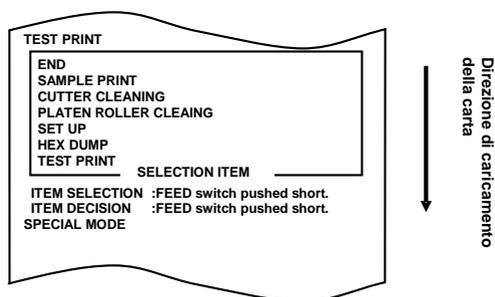 TEST PRINT
END
SAMPLE PRINT
CUTTER CLEANING
PLATEN ROLLER CLEAING
SET UP
HEX DUMP
TEST PRINT
SELECTION ITEM
ITEM SELECTION :FEED switch pushed short.
ITEM DECISION :FEED switch pushed short.
SPECIAL MODE
Direzione di caricamento
della carta